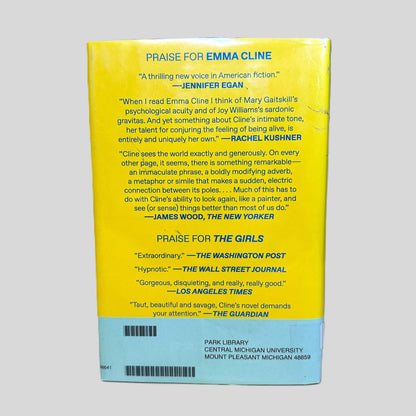 PRAISE FOR EMMA CLINE
“A thrilling new voice in American fiction.”
—JENNIFER EGAN
“When I read Emma Cline I think of Mary Gaitskill’s
psychological acuity and of Joy Williams’s sardonic
gravitas. And yet something about Cline’s intimate tone,
her talent for conjuring the feeling of being alive, is
entirely and uniquely her own.” —RACHEL KUSHNER
“Cline sees the world exactly and generously. On every
other page, it seems, there is something remarkable—
an immaculate phrase, a boldly modifying adverb,
a metaphor or simile that makes a sudden, electric
connection between its poles. . . . Much of this has to
do with Cline’s ability to look again, like a painter, and
see (or sense) things better than most of us do.”
—JAMES WOOD, THE NEW YORKER
PRAISE FOR THE GIRLS
“Extraordinary.” —THE WASHINGTON POST
“Hypnotic.” —THE WALL STREET JOURNAL
“Gorgeous, disquieting, and really, really good.”
—LOS ANGELES TIMES
“Taut, beautiful and savage, Cline’s novel demands
your attention.” —THE GUARDIAN
PARK LIBRARY
CENTRAL MICHIGAN UNIVERSITY
MOUNT PLEASANT MICHIGAN 48859